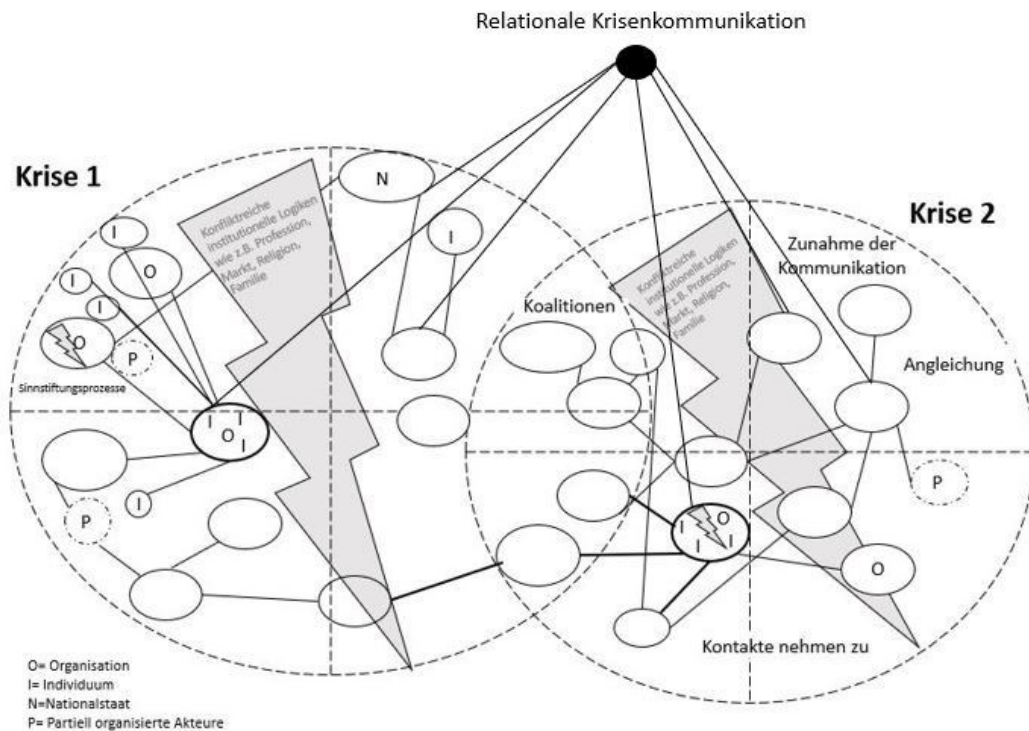 Relationale Krisenkommunikation
Krise 1
N
Konfliktreiche
institutionelle Logiken
wie z.B. Profession,
Markt, Religion,
Familie
I
I
O
I
I
O
P
Sinnstiftungsprozesse
I
I
O
I
I
P
Krise 2
Konfliktreiche
institutionelle Logiken
wie z.B. Profession,
Markt, Religion,
Familie
Zunahme der
Kommunikation
Koalitionen
Angleichung
P
O
I
I
I
O
Kontakte nehmen zu
O= Organisation
I= Individuum
N=Nationalstaat
P= Partiell organisierte Akteure